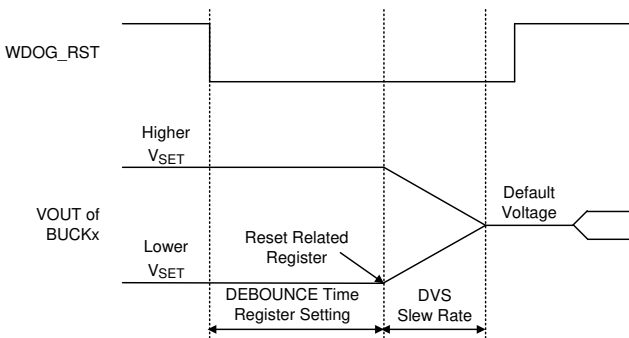 WDOG_RST
Higher
VSET
VOUT of
BUCKx
Default
Voltage
Lower
VSET
Reset Related
Register
DEBOUNCE Time
Register Setting
DVS
Slew Rate